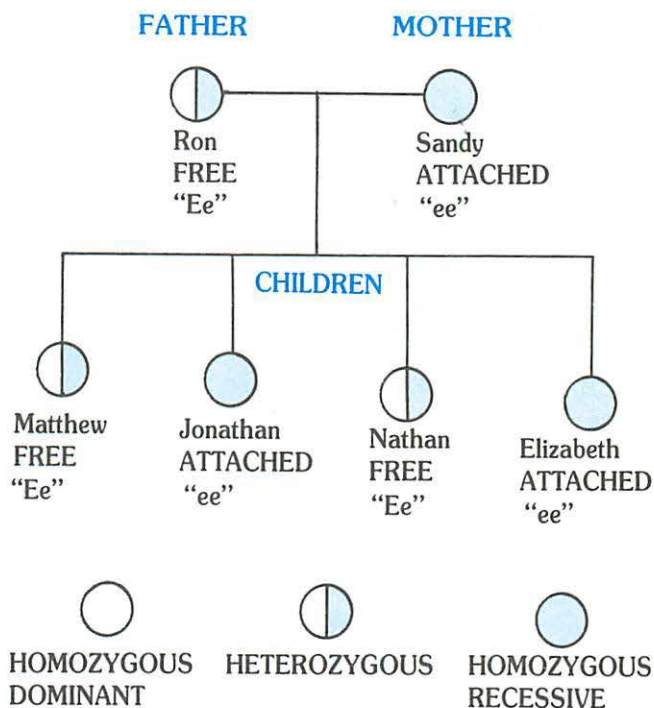 FATHER MOTHER
Ron
FREE
"Ee"
Sandy
ATTACHED
"ee"
CHILDREN
Matthew
FREE
"Ee"
Jonathan
ATTACHED
"ee"
Nathan
FREE
"Ee"
Elizabeth
ATTACHED
"ee"
HOMOZYGOUS
DOMINANT
HETEROZYGOUS
HOMOZYGOUS
RECESSIVE